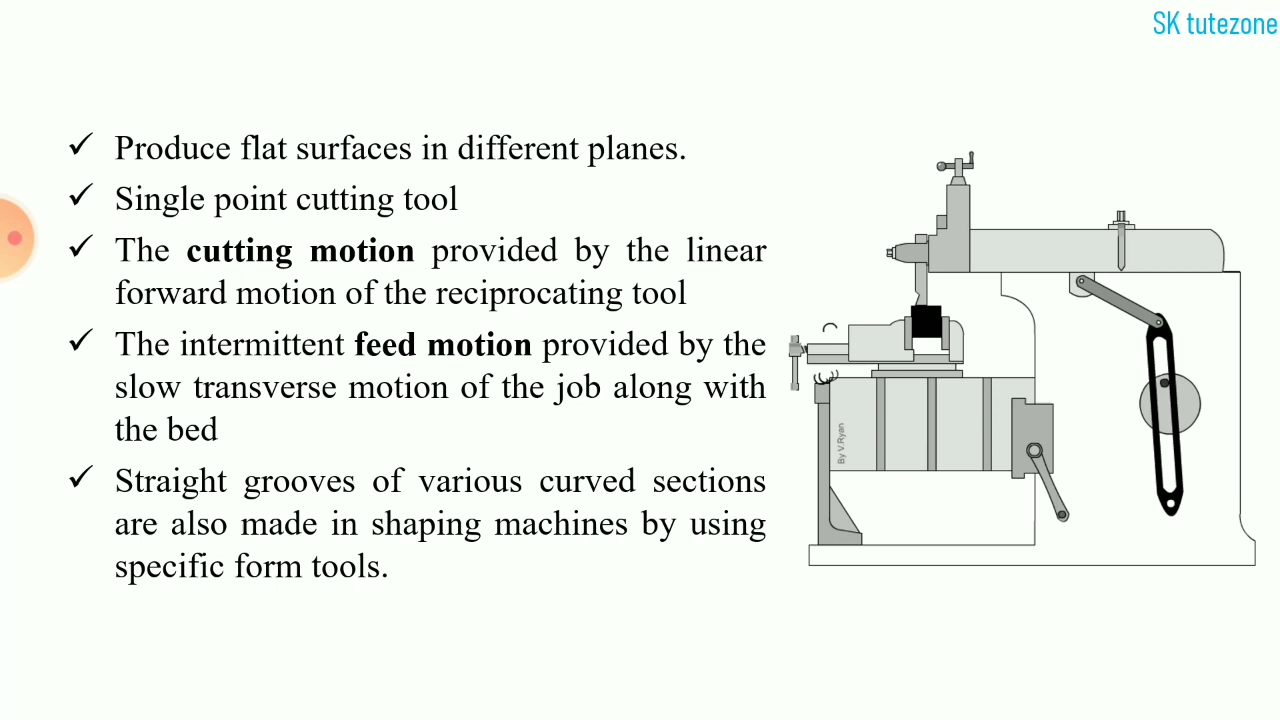 SK tutezone
✓ Produce flat surfaces in different planes.
✓ Single point cutting tool
✓ The cutting motion provided by the linear
forward motion of the reciprocating tool
✓ The intermittent feed motion provided by the
slow transverse motion of the job along with
the bed
✓ Straight grooves of various curved sections
are also made in shaping machines by using
specific form tools.
By V.Ryan